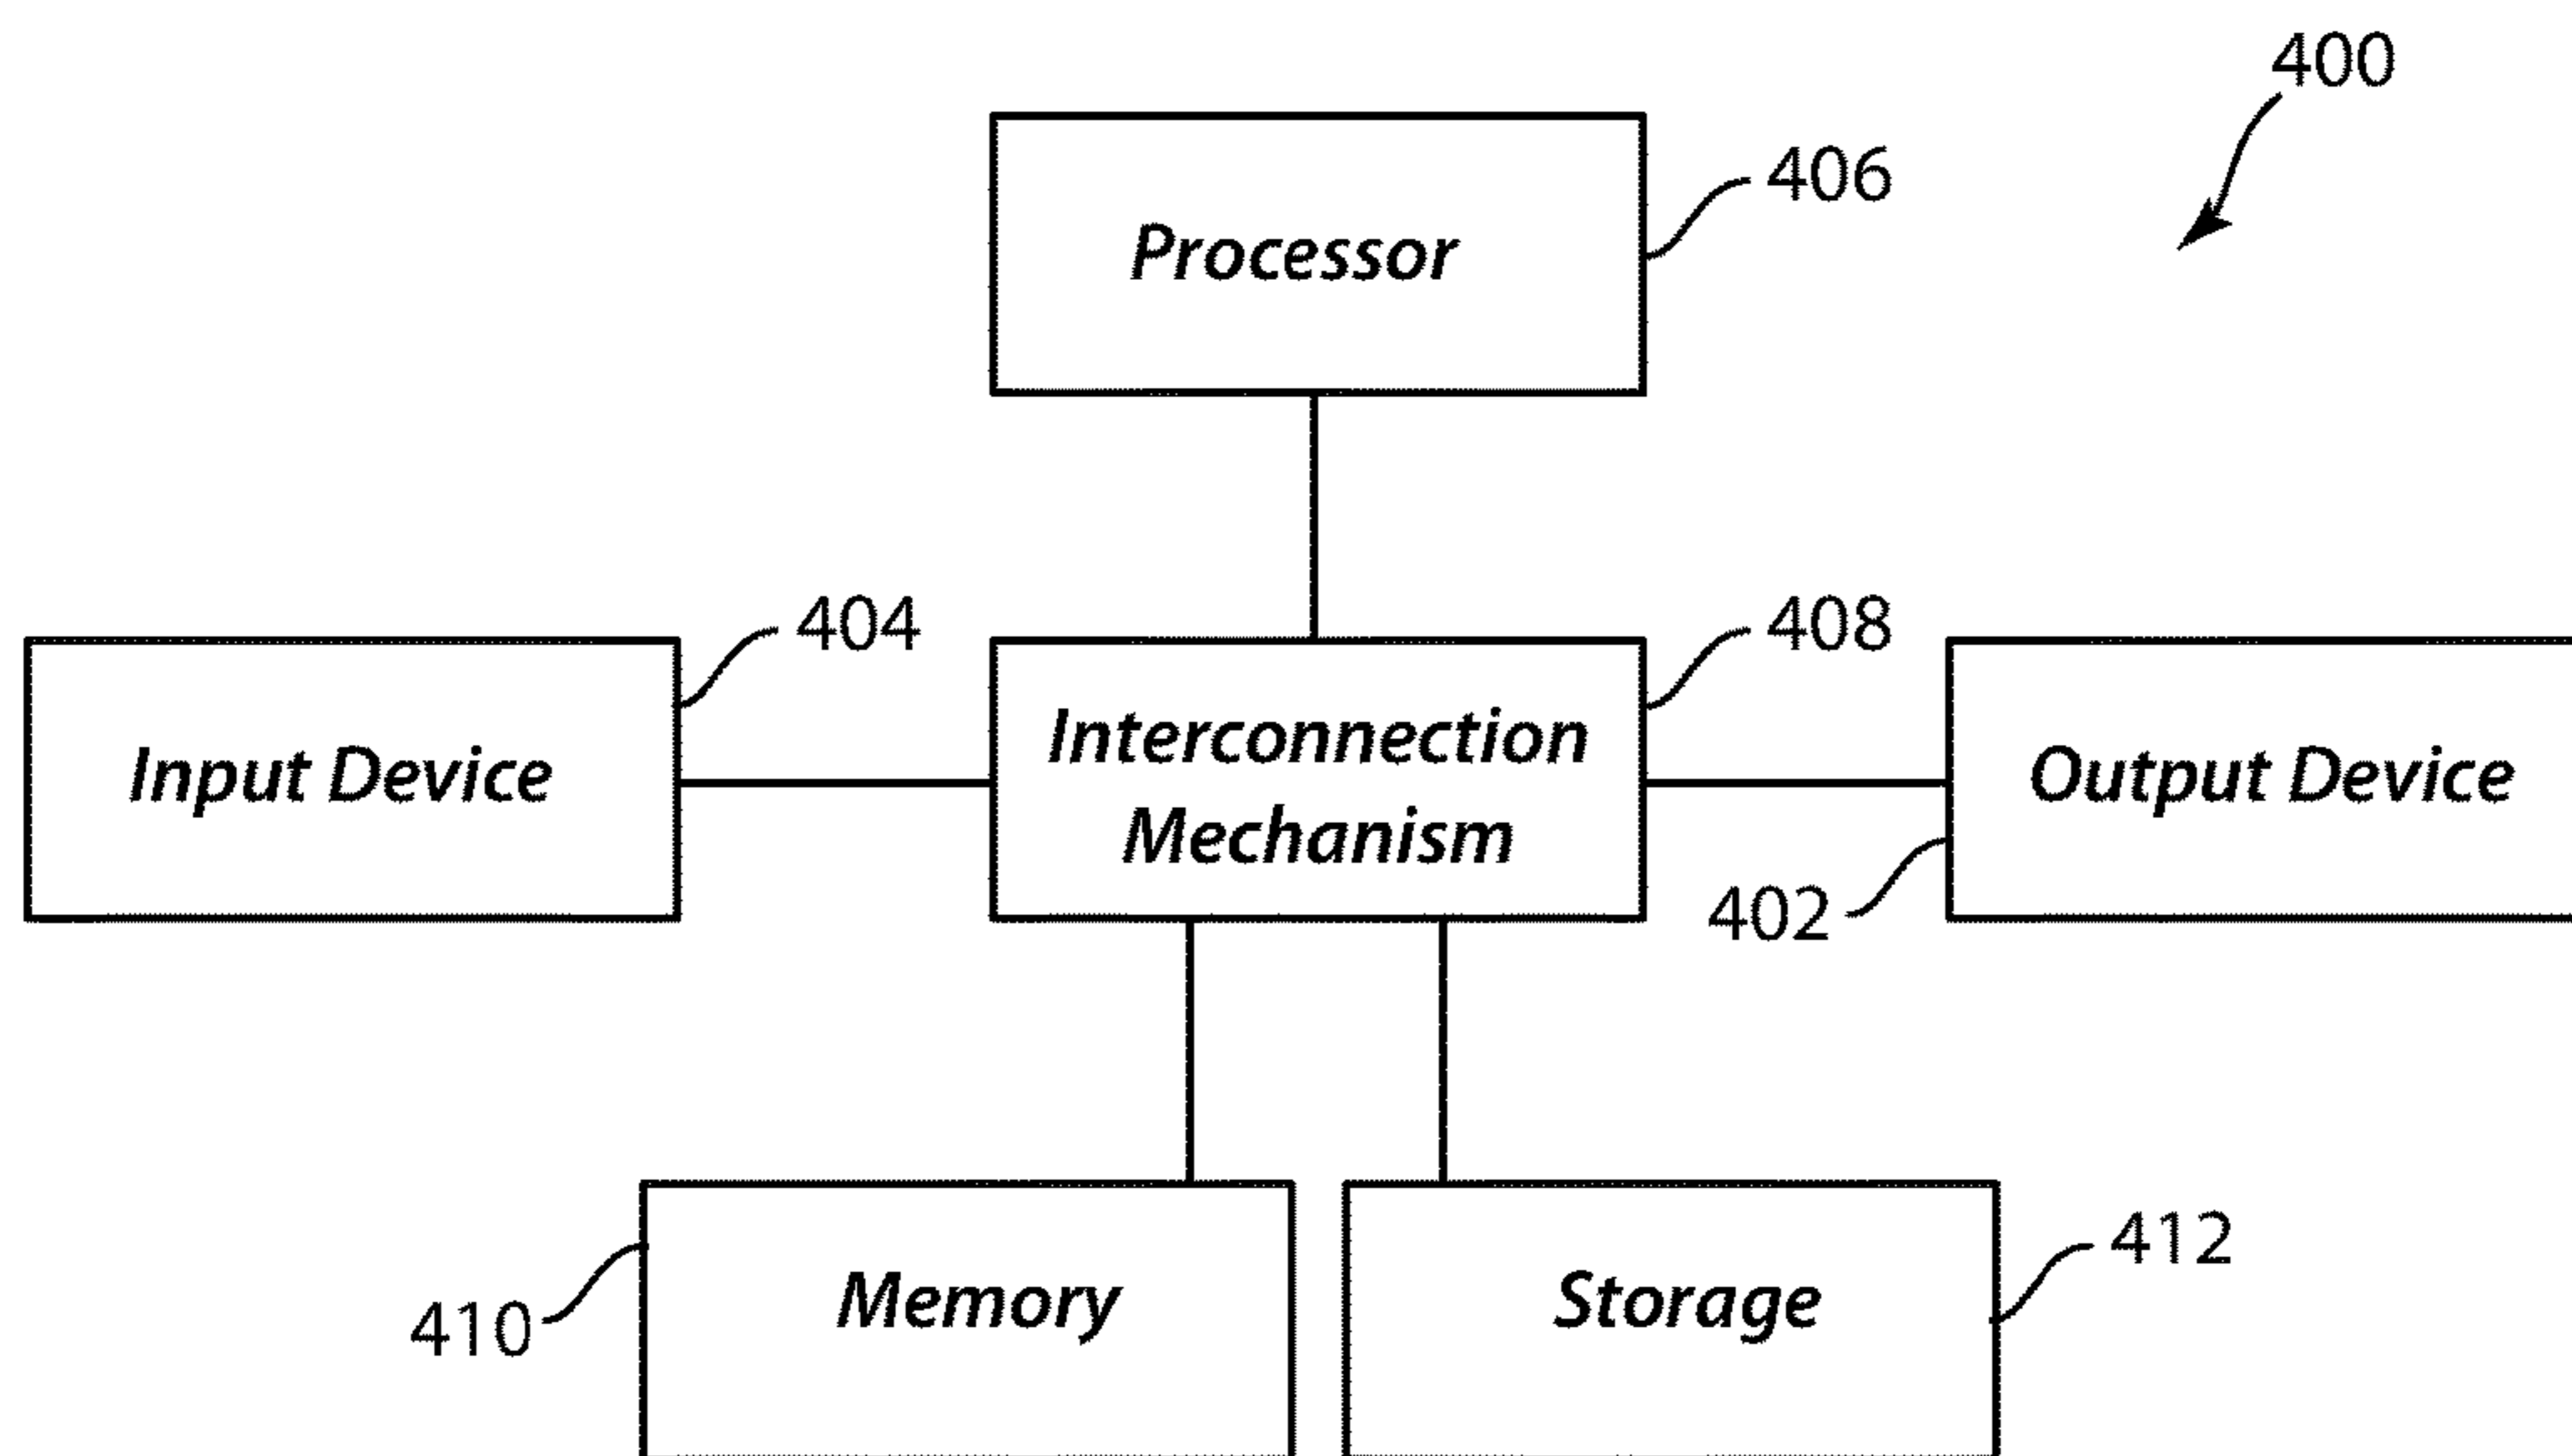 400
Processor
406
404
408
Input Device
Interconnection
Mechanism
Output Device
402
Memory
410
Storage
412